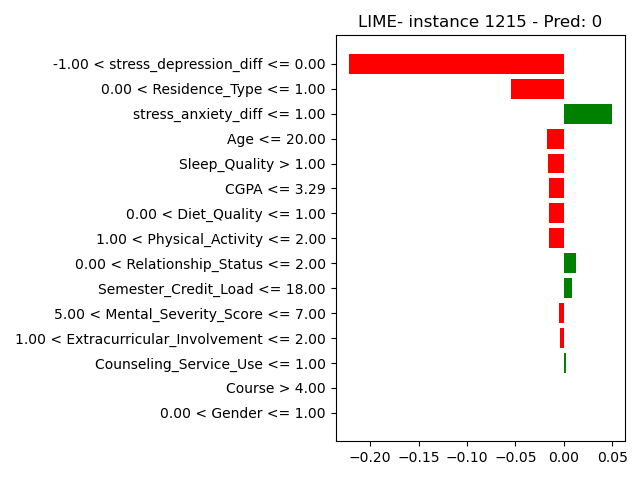 LIME- instance 1215 - Pred: 0
-1.00 < stress_depression_diff <= 0.00
0.00 < Residence_Type <= 1.00
stress_anxiety_diff <= 1.00
Age <= 20.00
Sleep_Quality > 1.00
CGPA <= 3.29
0.00 < Diet_Quality <= 1.00
1.00 < Physical_Activity <= 2.00
0.00 < Relationship_Status <= 2.00
Semester_Credit_Load <= 18.00
5.00 < Mental_Severity_Score <= 7.00
1.00 < Extracurricular_Involvement <= 2.00
Counseling_Service_Use <= 1.00
Course > 4.00
0.00 < Gender <= 1.00
−0.20 −0.15 −0.10 −0.05 0.00 0.05